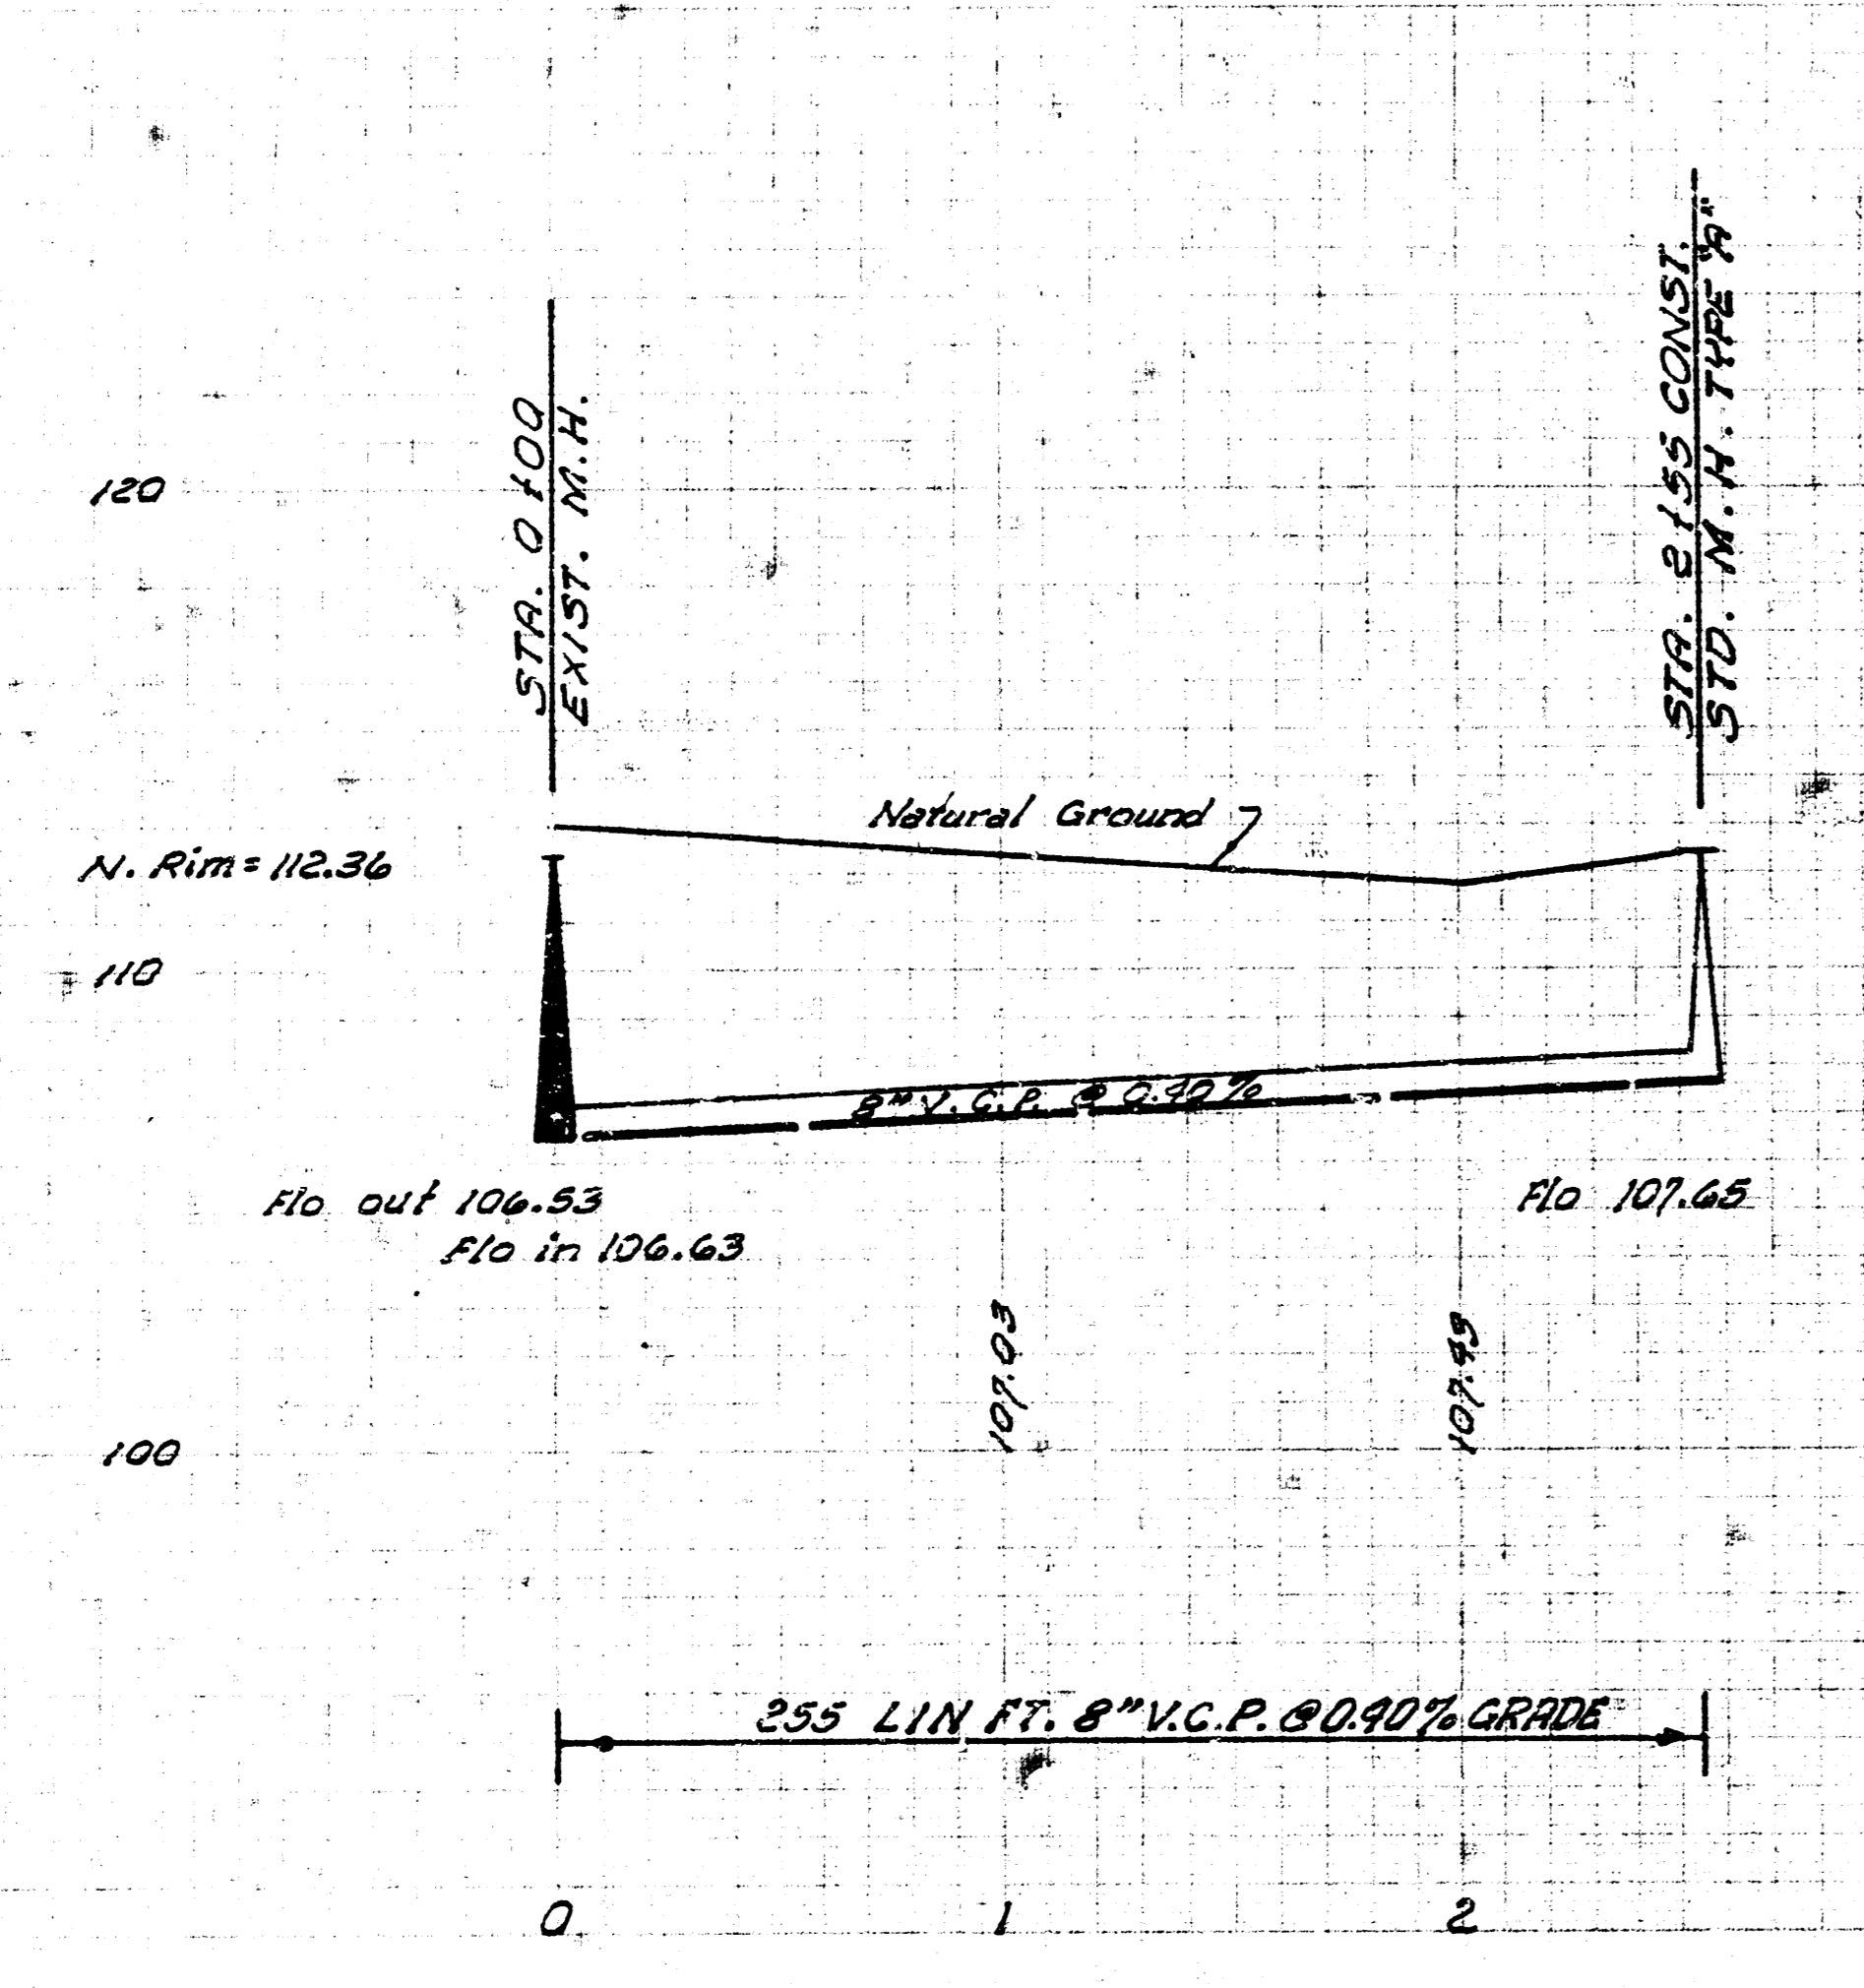 STA. 0+00
EXIST. M.H.
STA. 2+55 CONST.
STD. M.H. TYPE "A"
120
Natural Ground
N. Rim = 112.36
110
8" V.C.P. @ 0.40%
Flo out 106.53
Flo in 106.63
Flo 107.65
107.03
107.43
100
255 LIN FT. 8" V.C.P. @ 0.40% GRADE
0 1 2